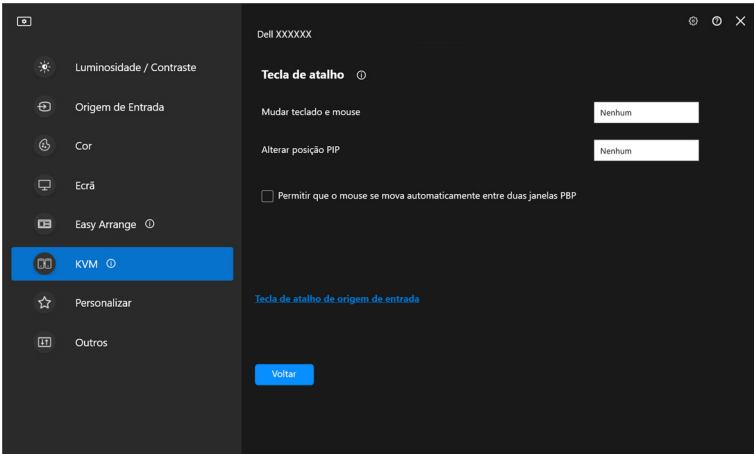 Dell XXXXXX
Luminosidade / Contraste
Origem de Entrada
Cor
Ecrã
Easy Arrange
KVM
Personalizar
Outros
Tecla de atalho
Mudar teclado e mouse
Nenhum
Alterar posição PIP
Nenhum
Permitir que o mouse se mova automaticamente entre duas janelas PBP
Tecla de atalho de origem de entrada
Voltar